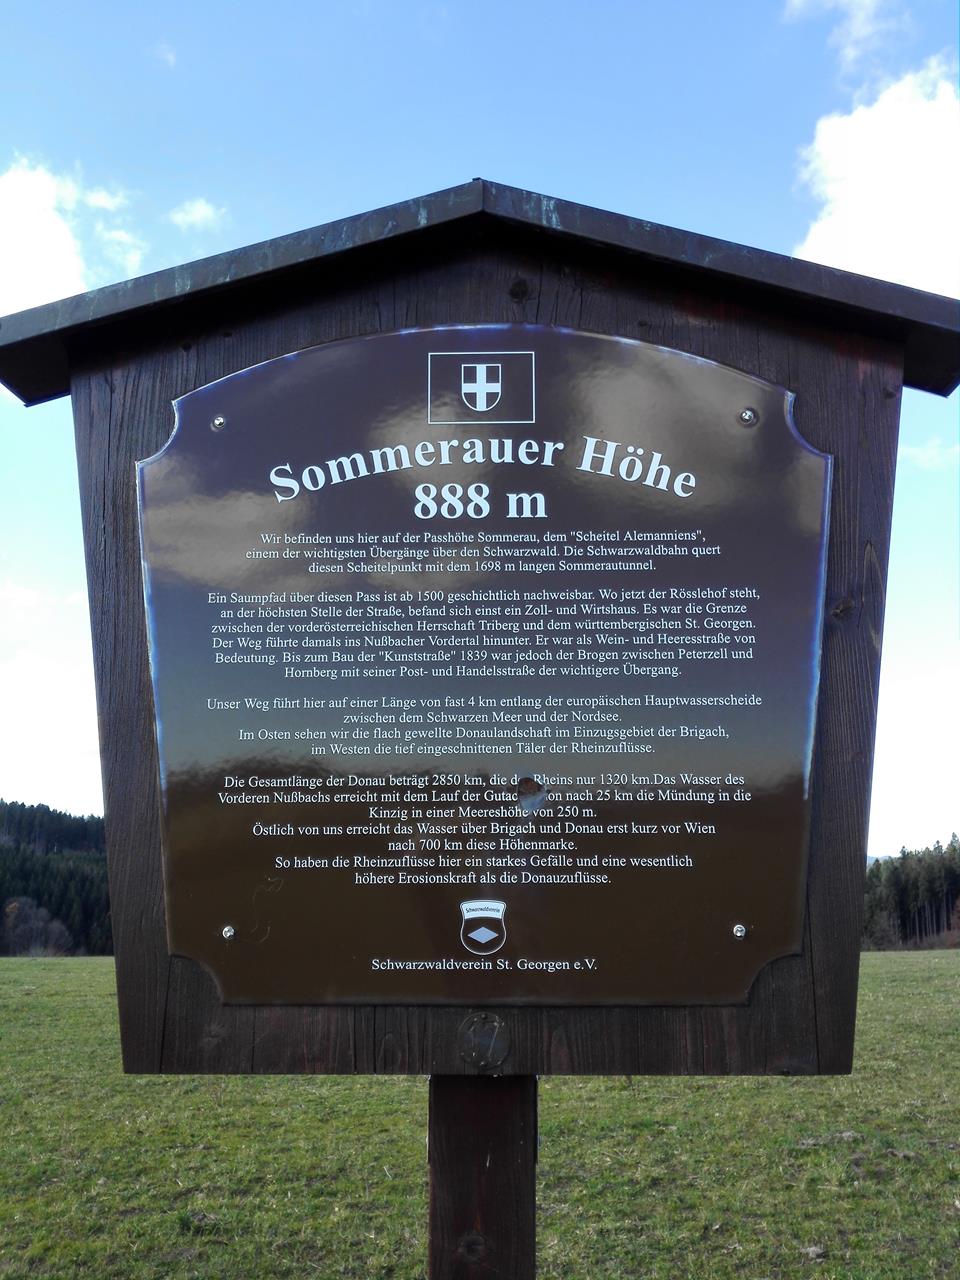 Sommerauer Höhe
888 m
Wir befinden uns hier auf der Passhöhe Sommerau, dem "Scheitel Alemanniens",
einem der wichtigsten Übergänge über den Schwarzwald. Die Schwarzwaldbahn quert
diesen Scheitelpunkt mit dem 1698 m langen Sommerautunnel.
Ein Saumpfad über diesen Pass ist ab 1500 geschichtlich nachweisbar. Wo jetzt der Rösslehof steht,
an der höchsten Stelle der Straße, befand sich einst ein Zoll- und Wirtshaus. Es war die Grenze
zwischen der vorderösterreichischen Herrschaft Triberg und dem württembergischen St. Georgen.
Der Weg führte damals ins Nußbacher Vordertal hinunter. Er war als Wein- und Heeresstraße von
Bedeutung. Bis zum Bau der "Kunststraße" 1839 war jedoch der Brogen zwischen Peterzell und
Hornberg mit seiner Post- und Handelsstraße der wichtigere Übergang.
Unser Weg führt hier auf einer Länge von fast 4 km entlang der europäischen Hauptwasserscheide
zwischen dem Schwarzen Meer und der Nordsee.
Im Osten sehen wir die flach gewellte Donaulandschaft im Einzugsgebiet der Brigach,
im Westen die tief eingeschnittenen Täler der Rheinzuflüsse.
Die Gesamtlänge der Donau beträgt 2850 km, die des Rheins nur 1320 km.Das Wasser des
Vorderen Nußbachs erreicht mit dem Lauf der Gutach schon nach 25 km die Mündung in die
Kinzig in einer Meereshöhe von 250 m.
Östlich von uns erreicht das Wasser über Brigach und Donau erst kurz vor Wien
nach 700 km diese Höhenmarke.
So haben die Rheinzuflüsse hier ein starkes Gefälle und eine wesentlich
höhere Erosionskraft als die Donauzuflüsse.
Schwarzwaldverein
Schwarzwaldverein St. Georgen e.V.
17